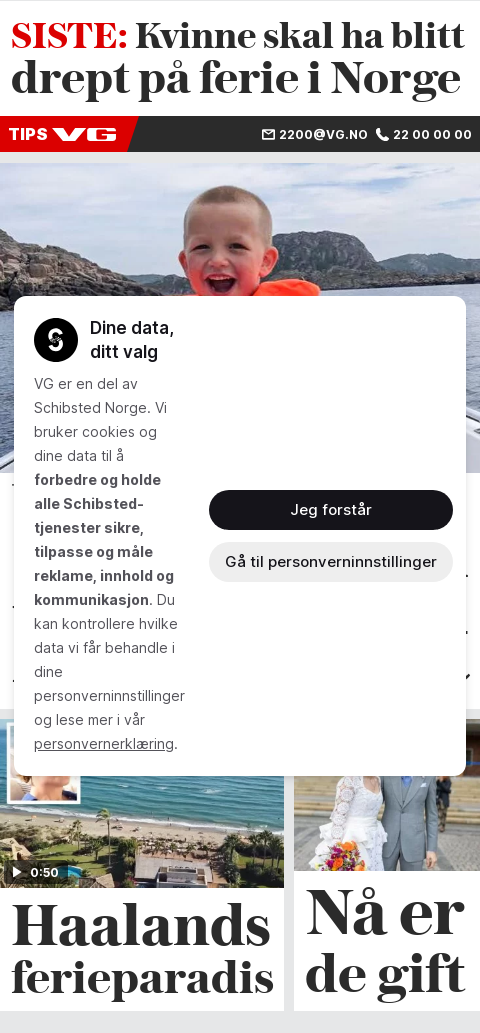 SISTE: Kvinne skal ha blitt
drept på ferie i Norge
TIPS VG
2200@VG.NO 22 00 00 00
Dine data,
ditt valg
VG er en del av
Schibsted Norge. Vi
bruker cookies og
dine data til å
forbedre og holde
alle Schibsted-
tjenester sikre,
tilpasse og måle
reklame, innhold og
kommunikasjon. Du
kan kontrollere hvilke
data vi får behandle i
dine
personverninnstillinger
og lese mer i vår
personvernerklæring.
Jeg forstår
Gå til personverninnstillinger
0:50
Haalands
ferieparadis
Nå er
de gift